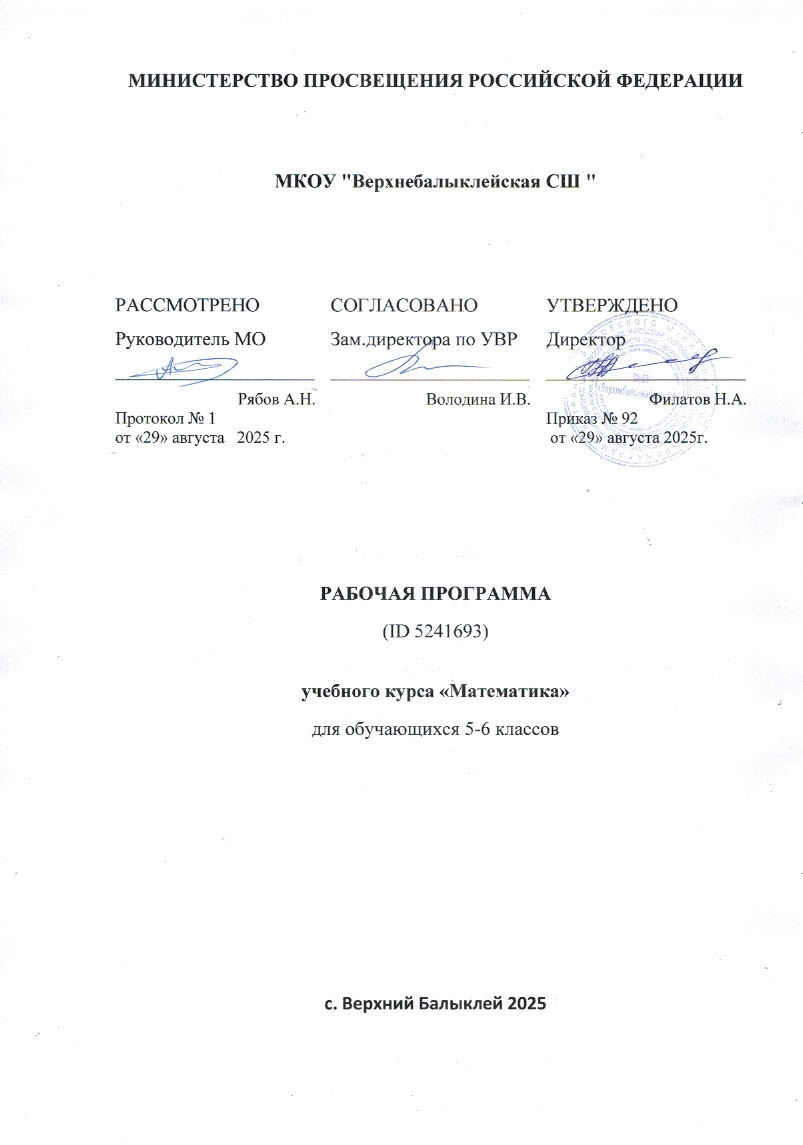 МИНИСТЕРСТВО ПРОСВЕЩЕНИЯ РОССИЙСКОЙ ФЕДЕРАЦИИ
МКОУ "Верхнебалыклейская СШ "
РАССМОТРЕНО СОГЛАСОВАНО УТВЕРЖДЕНО
Руководитель МО Зам.директора по УВР Директор
Рябов А.Н. Володина И.В. Филатов Н.А.
Протокол № 1 Приказ № 92
от «29» августа 2025 г. от «29» августа 2025г.
РАБОЧАЯ ПРОГРАММА
(ID 5241693)
учебного курса «Математика»
для обучающихся 5-6 классов
с. Верхний Балыклей 2025